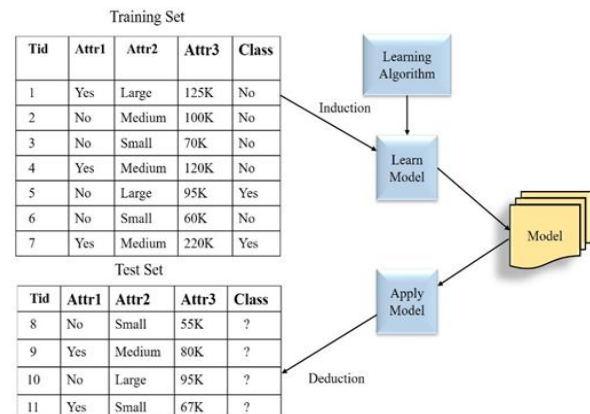 Training Set
Tid Attr1 Attr2 Attr3 Class
1 Yes Large 125K No
2 No Medium 100K No
3 No Small 70K No
4 Yes Medium 120K No
5 No Large 95K Yes
6 No Small 60K No
7 Yes Medium 220K Yes
Learning
Algorithm
Induction
Learn
Model
Model
Test Set
Tid Attr1 Attr2 Attr3 Class
8 No Small 55K ?
9 Yes Medium 80K ?
10 No Large 95K ?
11 Yes Small 67K ?
Apply
Model
Deduction